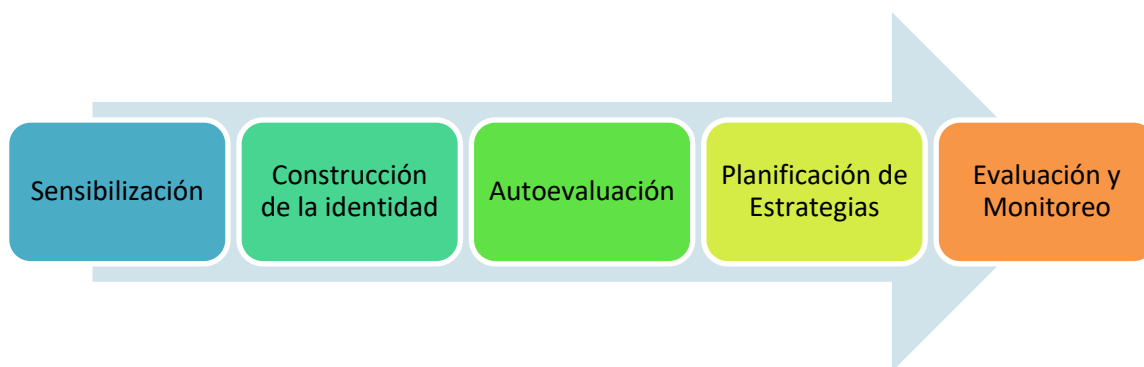 Sensibilización
Construcción
de la identidad
Autoevaluación
Planificación de
Estrategias
Evaluación y
Monitoreo